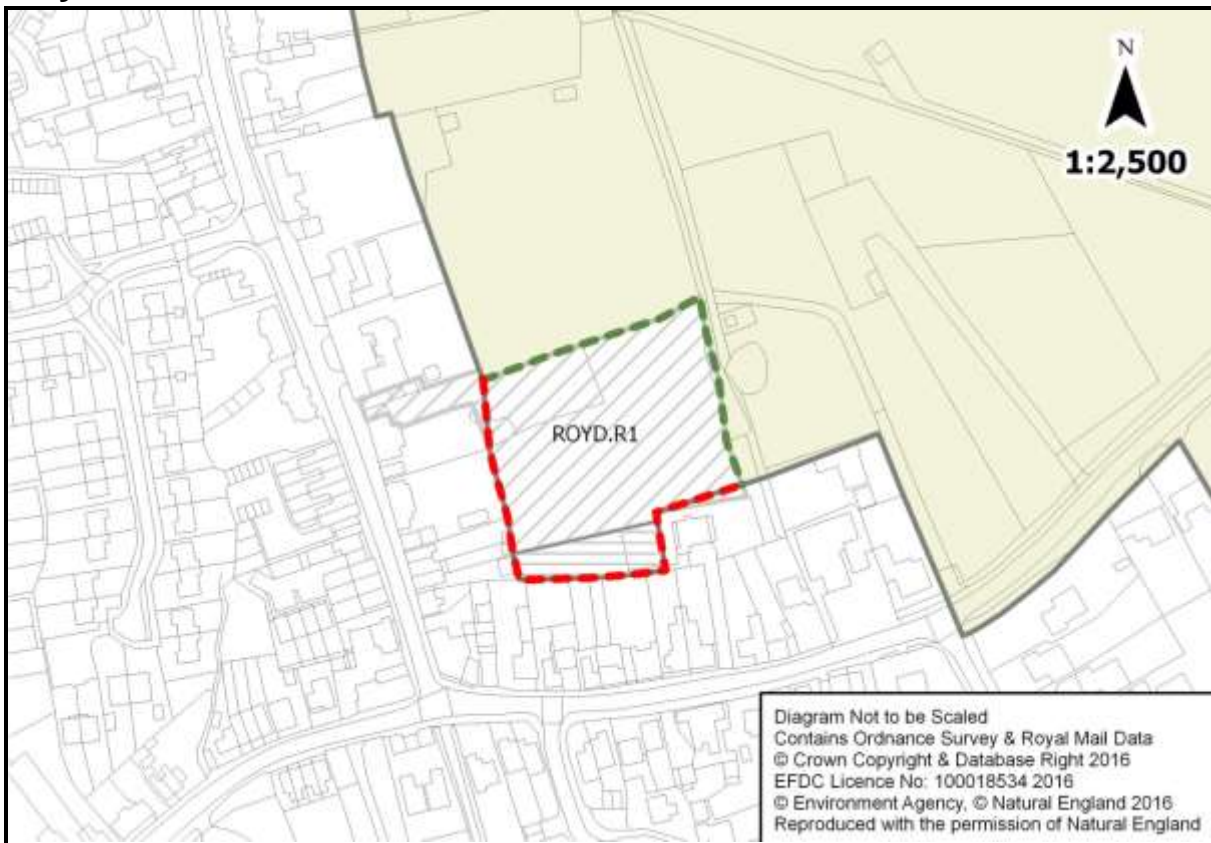 N
1:2,500
ROYD.R1
Diagram Not to be Scaled
Contains Ordnance Survey & Royal Mail Data
© Crown Copyright & Database Right 2016
EFDC Licence No: 100018534 2016
© Environment Agency, © Natural England 2016
Reproduced with the permission of Natural England